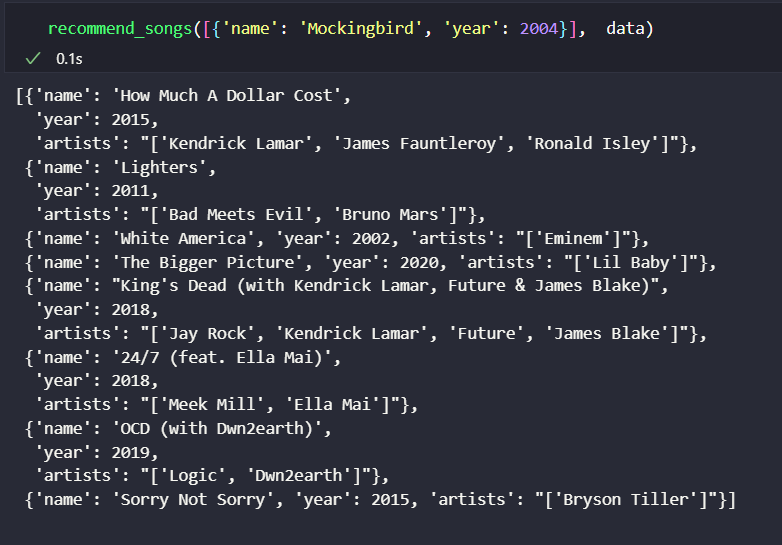 recommend_songs([{'name': 'Mockingbird', 'year': 2004}],  data)
✓ 0.1s
[{'name': 'How Much A Dollar Cost',
'year': 2015,
'artists': "['Kendrick Lamar', 'James Fauntleroy', 'Ronald Isley']"},
{'name': 'Lighters',
'year': 2011,
'artists': "['Bad Meets Evil', 'Bruno Mars']"},
{'name': 'White America', 'year': 2002, 'artists': "['Eminem']"},
{'name': 'The Bigger Picture', 'year': 2020, 'artists': "['Lil Baby']"},
{'name': "King's Dead (with Kendrick Lamar, Future & James Blake)",
'year': 2018,
'artists': "['Jay Rock', 'Kendrick Lamar', 'Future', 'James Blake']"},
{'name': '24/7 (feat. Ella Mai)',
'year': 2018,
'artists': "['Meek Mill', 'Ella Mai']"},
{'name': 'OCD (with Dwn2earth)',
'year': 2019,
'artists': "['Logic', 'Dwn2earth']"},
{'name': 'Sorry Not Sorry', 'year': 2015, 'artists': "['Bryson Tiller']"}]